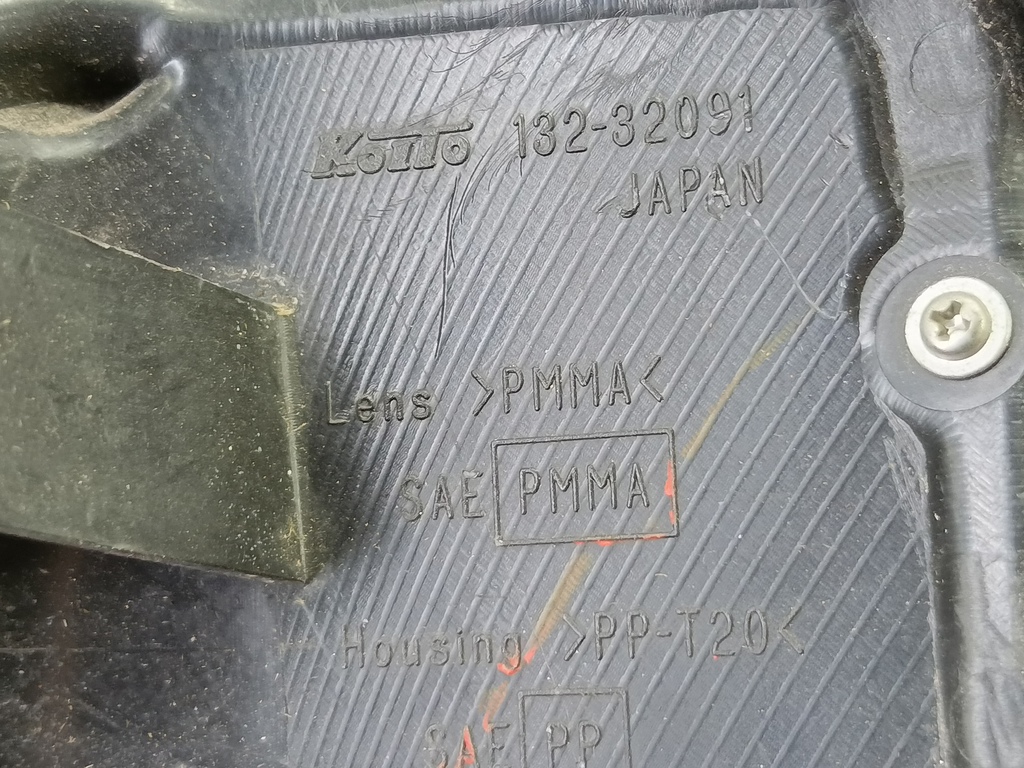 KOITO 132-32091
JAPAN
Lens >PMMA<
SAE PMMA
Housing >PP-T20<
SAE PP